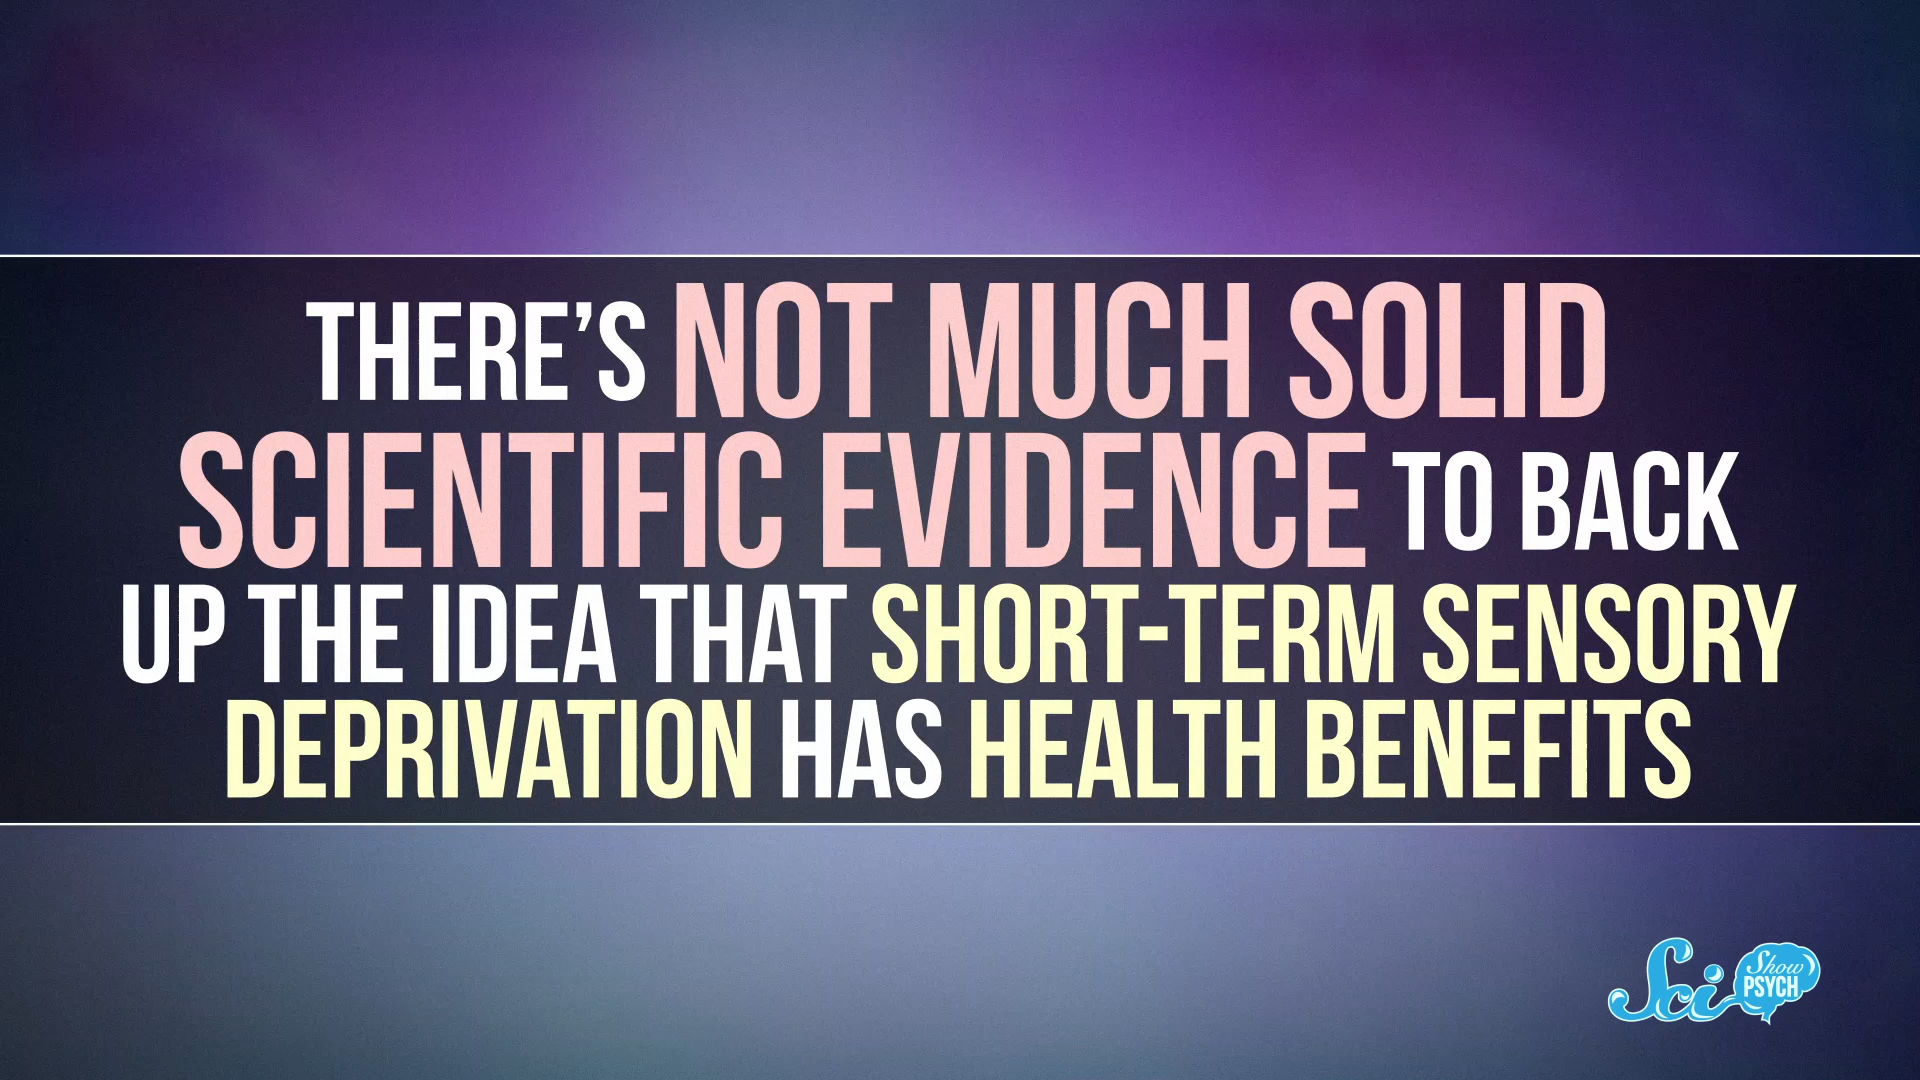 THERE'S NOT MUCH SOLID
SCIENTIFIC EVIDENCE TO BACK
UP THE IDEA THAT SHORT-TERM SENSORY
DEPRIVATION HAS HEALTH BENEFITS
Sci Show
PSYCH